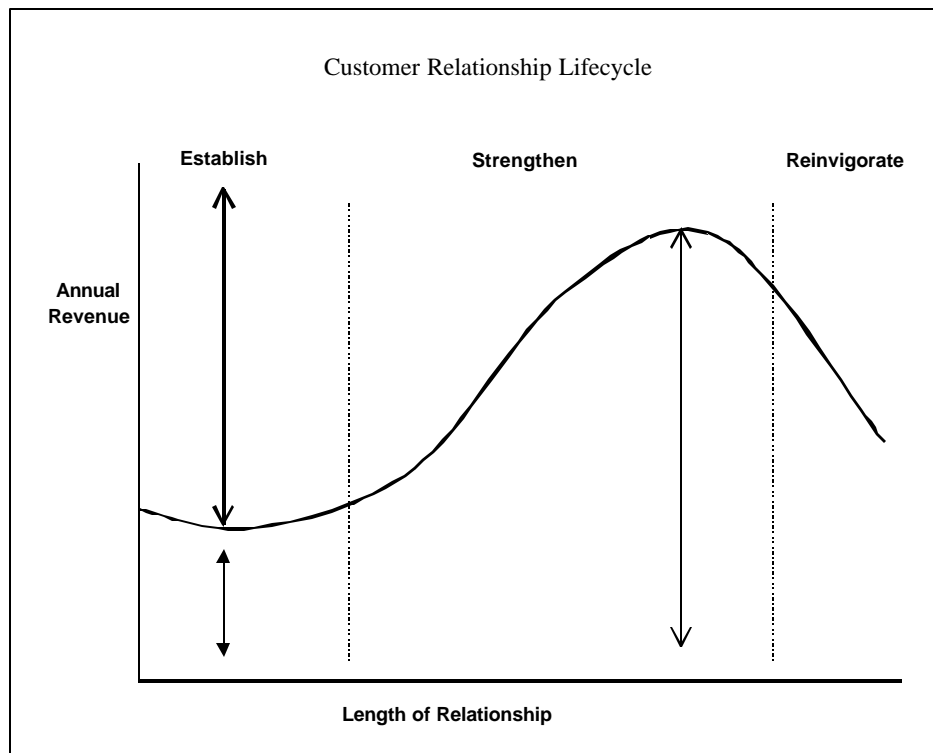 Customer Relationship Lifecycle
Establish
Strengthen
Reinvigorate
Annual
Revenue
Length of Relationship